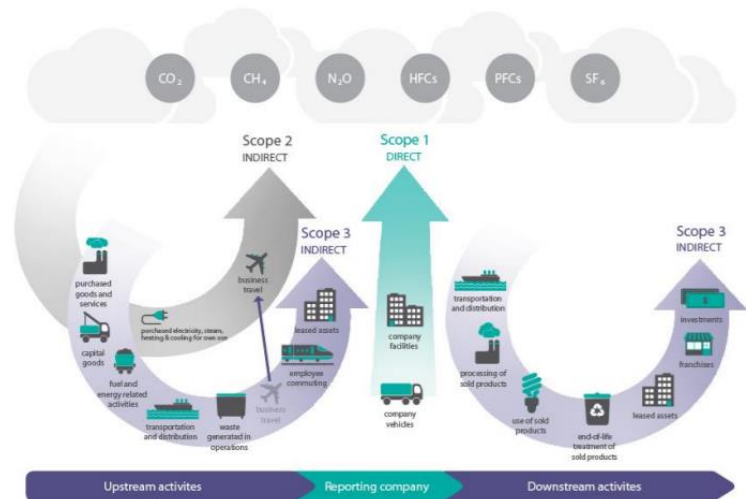 CO₂
CH₄
N₂O
HFCs
PFCs
SF₆
Scope 2
INDIRECT
Scope 1
DIRECT
Scope 3
INDIRECT
Scope 3
INDIRECT
purchased
goods and
services
capital
goods
fuel and
energy related
activities
purchased electricity, steam,
heating & cooling for own use
transportation
and distribution
waste
generated in
operations
business
travel
business
travel
employee
commuting
leased assets
company
facilities
company
vehicles
transportation
and distribution
processing of
sold products
use of sold
products
end-of-life
treatment of
sold products
leased assets
franchises
investments
Upstream activites
Reporting company
Downstream activites